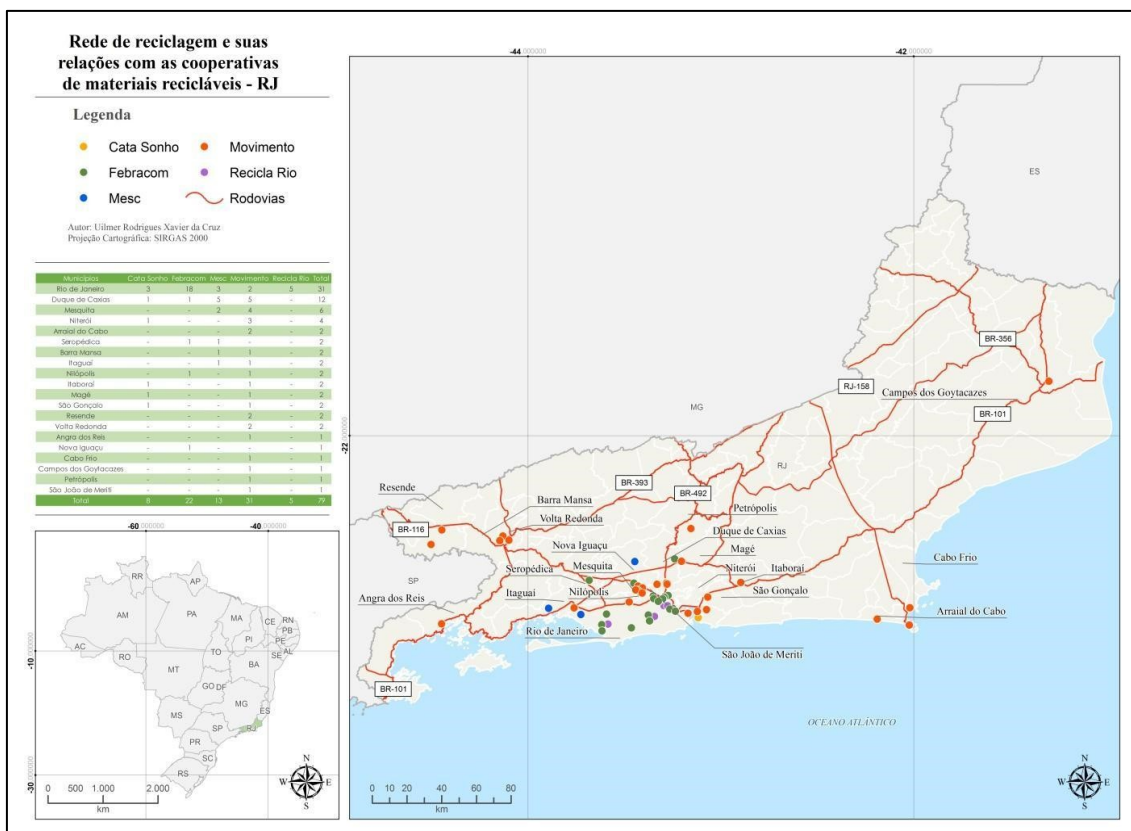 Rede de reciclagem e suas
relações com as cooperativas
de materiais recicláveis - RJ
Legenda
Cata Sonho
Movimento
Febracom
Recicla Rio
Mesc
Rodovias
Autor: Uilmer Rodrigues Xavier da Cruz
Projeção Cartográfica: SIRGAS 2000
Municípios Cata Sonho Febracom Mesc Movimento Recicla Rio Total
Rio de Janeiro 3 18 3 2 5 31
Duque de Caxias 1 1 5 5 - 12
Mesquita - - 2 4 - 6
Niterói 1 - - 3 - 4
Arraial do Cabo - - - 2 - 2
Seropédica - 1 1 - - 2
Barra Mansa - - 1 1 - 2
Itaguaí - - 1 1 - 2
Nilópolis - 1 - 1 - 2
Itaboraí 1 - - 1 - 2
Magé 1 - - 1 - 2
São Gonçalo 1 - - 1 - 2
Resende - - - 2 - 2
Volta Redonda - - - 2 - 2
Angra dos Reis - - - 1 - 1
Nova Iguaçu - 1 - - - 1
Cabo Frio - - - 1 - 1
Campos dos Goytacazes - - - 1 - 1
Petrópolis - - - 1 - 1
São João de Meriti - - - 1 - 1
Total 8 22 13 31 5 79
-60,000000
-40,000000
-10,000000
-30,000000
RR
AP
AM
PA
MA
CE
RN
PB
PE
AL
SE
PI
AC
RO
TO
BA
MT
GO
DF
MG
ES
MS
SP
RJ
PR
SC
RS
0 500 1.000 2.000
km
N
W
E
S
-44,000000
-42,000000
-22,000000
ES
BR-356
RJ-158
Campos dos Goytacazes
BR-101
MG
RJ
BR-393
BR-492
Resende
Barra Mansa
Petrópolis
Volta Redonda
BR-116
Duque de Caxias
Nova Iguaçu
Magé
Cabo Frio
Mesquita
Niterói
Itaboraí
Seropédica
SP
Nilópolis
São Gonçalo
Itaguaí
Angra dos Reis
Arraial do Cabo
Rio de Janeiro
São João de Meriti
BR-101
OCEANO ATLÂNTICO
0 10 20 40 60 80
km
N
W
E
S